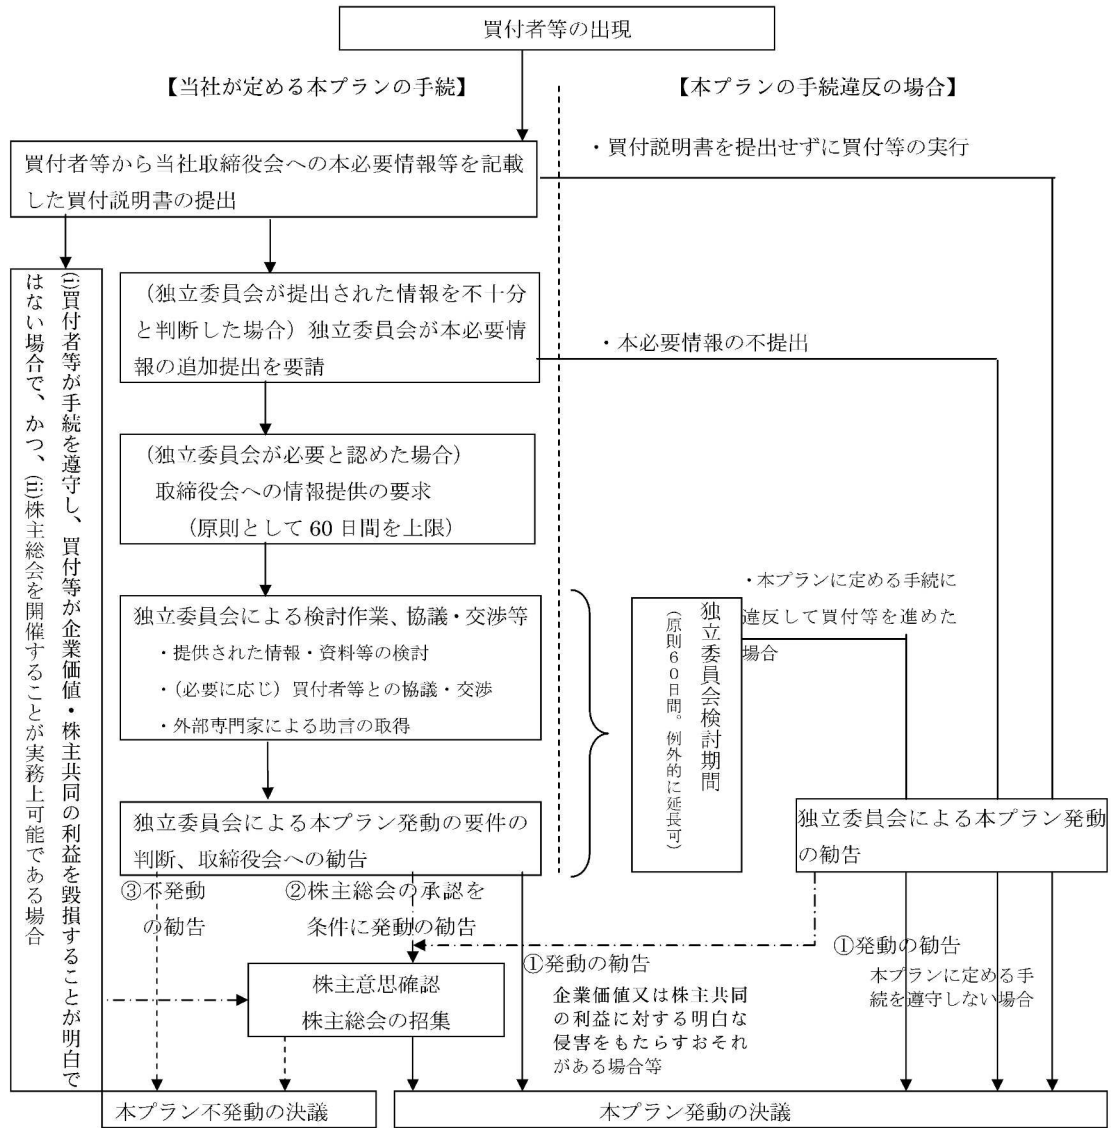 買付者等の出現
【当社が定める本プランの手続】
【本プランの手続違反の場合】
買付者等から当社取締役会への本必要情報等を記載
した買付説明書の提出
・買付説明書を提出せずに買付等の実行
(i)買付者等が手続を遵守し、買付等が企業価値・株主共同の利益を毀損することが明白で
はない場合で、かつ、(ii)株主総会を開催することが実務上可能である場合
（独立委員会が提出された情報を不十分
と判断した場合）独立委員会が本必要情
報の追加提出を要請
・本必要情報の不提出
（独立委員会が必要と認めた場合）
取締役会への情報提供の要求
（原則として 60 日間を上限）
独立委員会による検討作業、協議・交渉等
・提供された情報・資料等の検討
・（必要に応じ）買付者等との協議・交渉
・外部専門家による助言の取得
独立委員会検討期間
（原則６０日間。例外的に延長可）
・本プランに定める手続に
違反して買付等を進めた
場合
独立委員会による本プラン発動の要件の
判断、取締役会への勧告
独立委員会による本プラン発動
の勧告
③不発動
の勧告
②株主総会の承認を
条件に発動の勧告
①発動の勧告
企業価値又は株主共同
の利益に対する明白な
侵害をもたらすおそれ
がある場合等
①発動の勧告
本プランに定める手
続を遵守しない場合
株主意思確認
株主総会の招集
本プラン不発動の決議
本プラン発動の決議